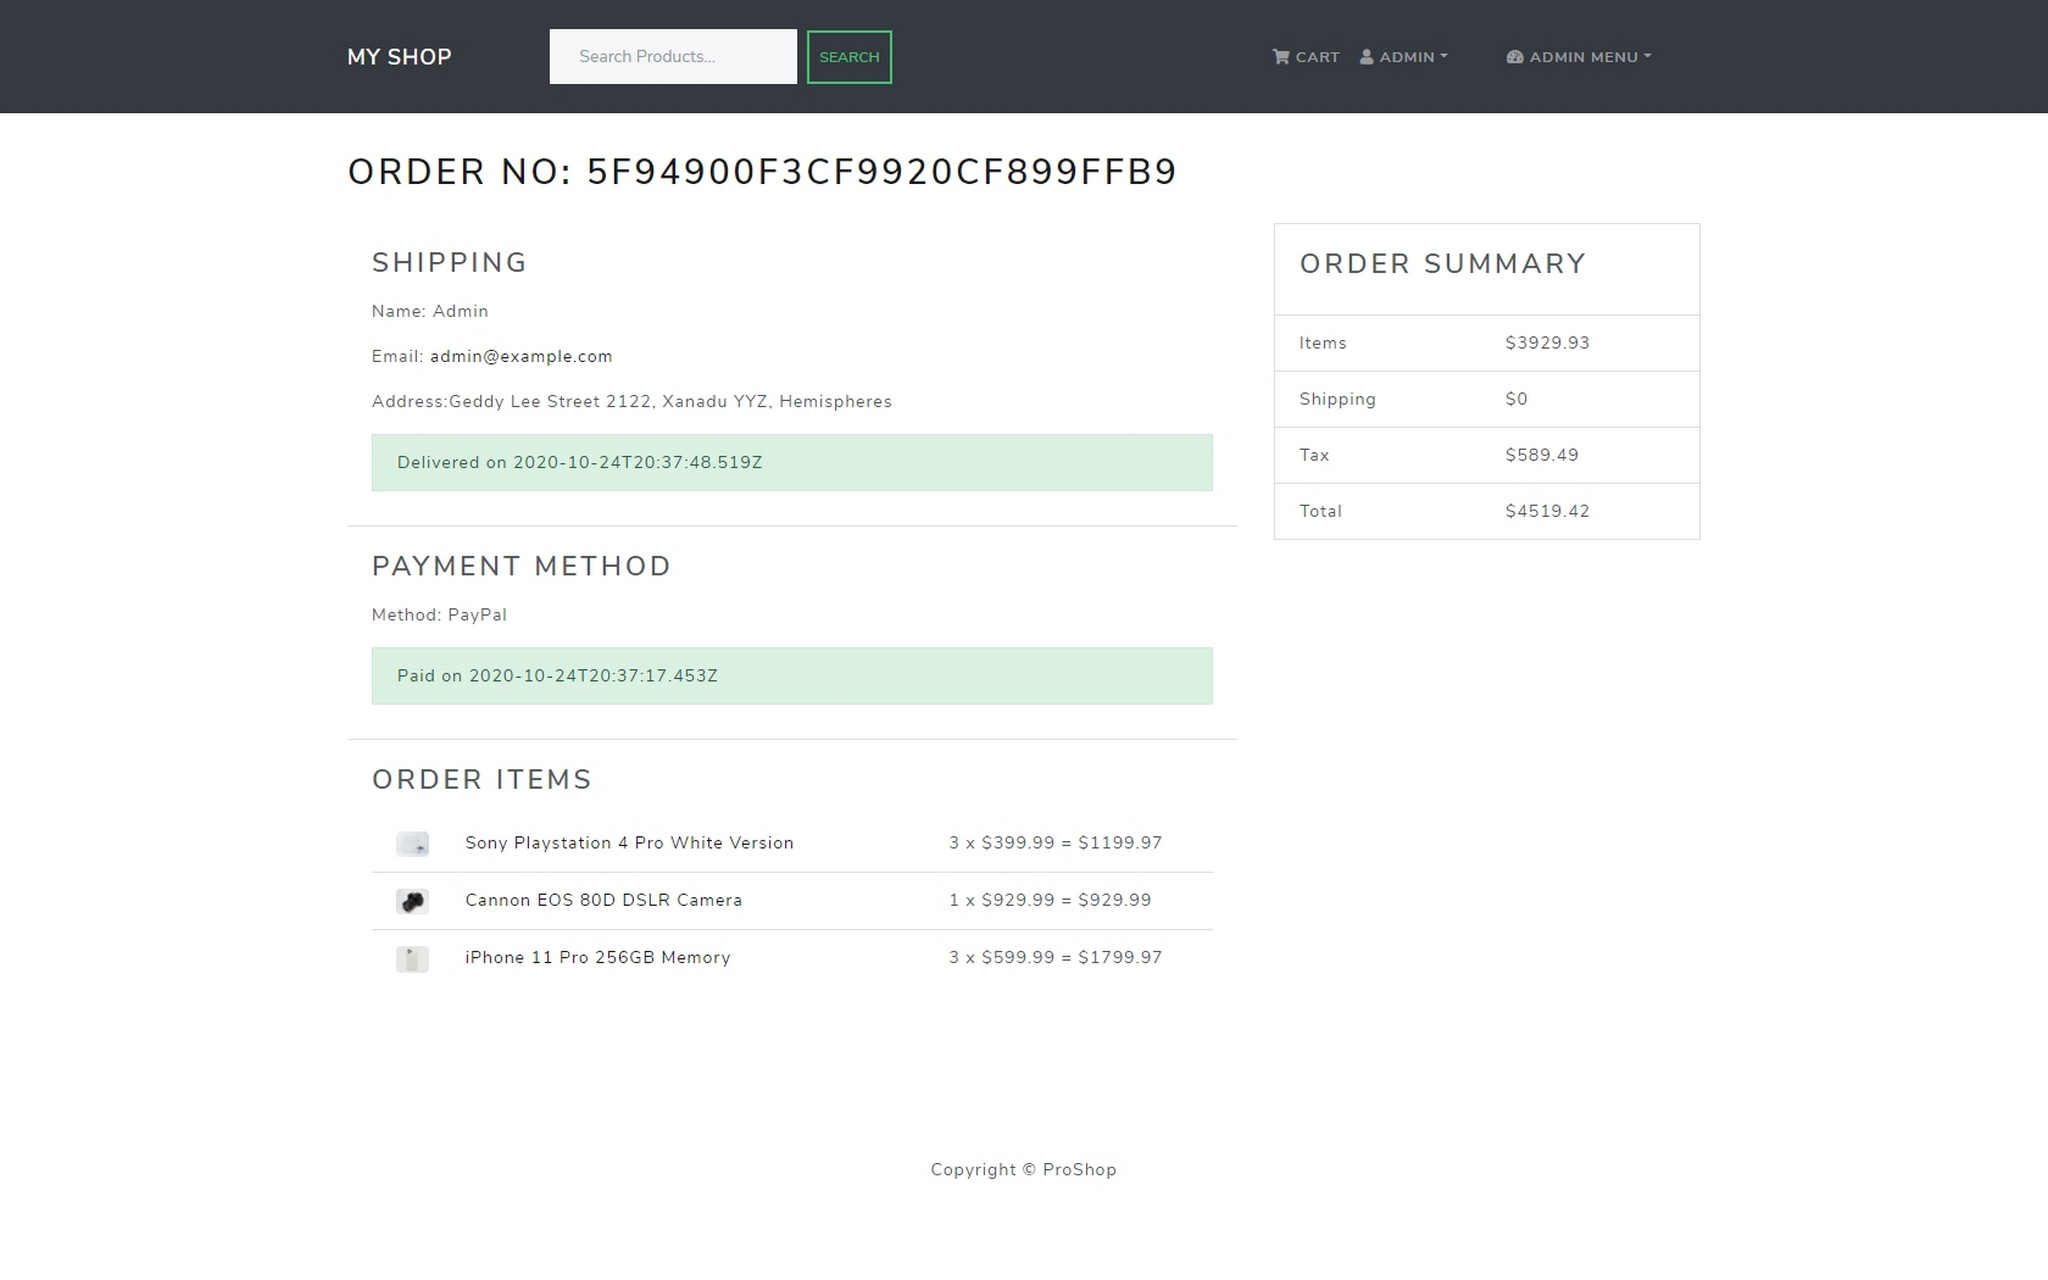 MY SHOP
Search Products...
SEARCH
CART
ADMIN
ADMIN MENU
ORDER NO: 5F94900F3CF9920CF899FFB9
SHIPPING
Name: Admin
Email: admin@example.com
Address:Geddy Lee Street 2122, Xanadu YYZ, Hemispheres
Delivered on 2020-10-24T20:37:48.519Z
PAYMENT METHOD
Method: PayPal
Paid on 2020-10-24T20:37:17.453Z
ORDER ITEMS
Sony Playstation 4 Pro White Version 3 x $399.99 = $1199.97
Cannon EOS 80D DSLR Camera 1 x $929.99 = $929.99
iPhone 11 Pro 256GB Memory 3 x $599.99 = $1799.97
ORDER SUMMARY
Items $3929.93
Shipping $0
Tax $589.49
Total $4519.42
Copyright © ProShop